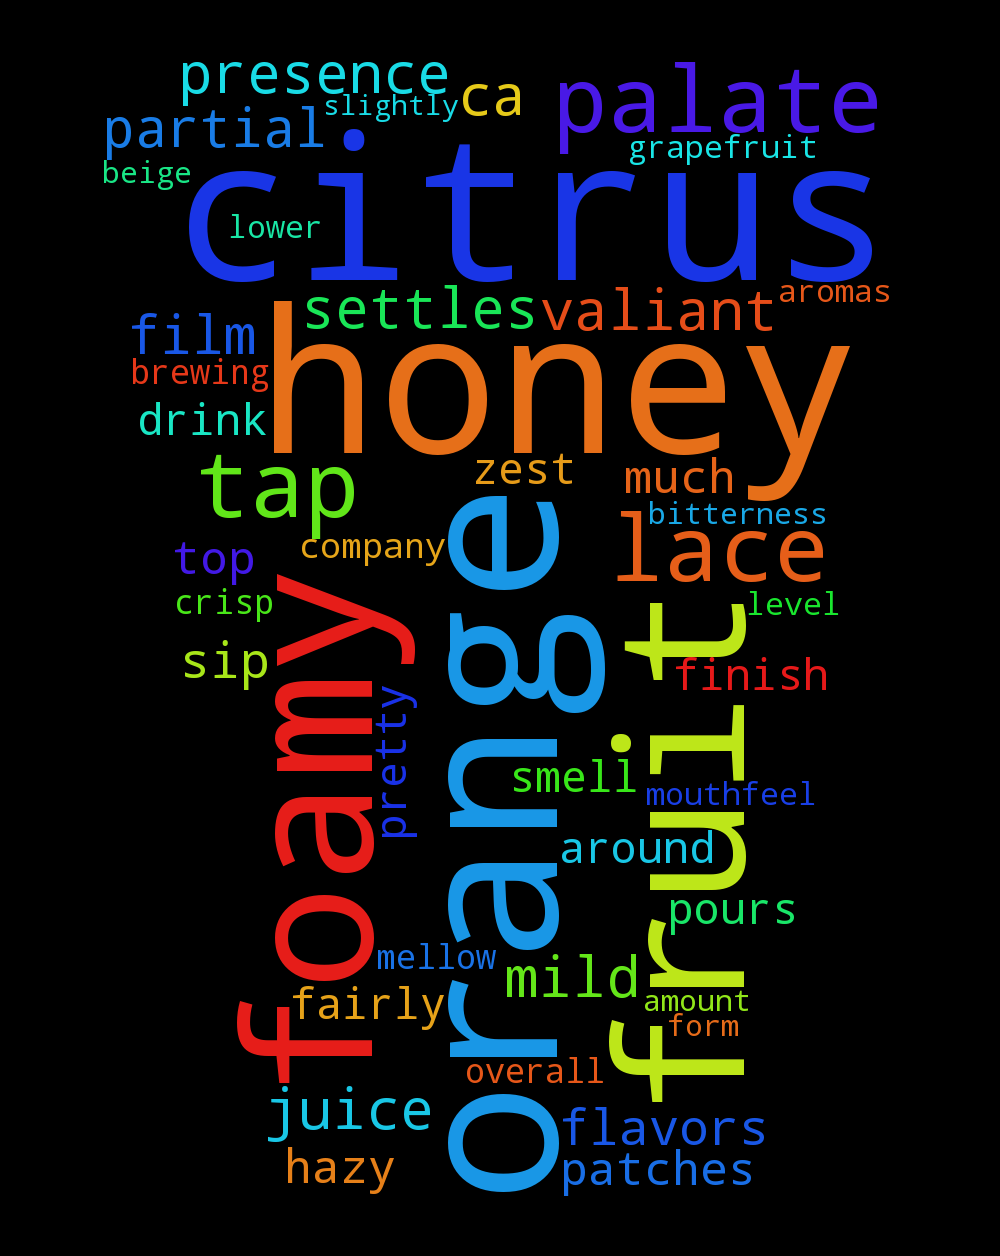 presence
slightly
ca
palate
partial
grapefruit
beige
citrus
lower
settles
valiant
aromas
film
honey
brewing
drink
tap
zest
much
bitterness
company
lace
top
crisp
level
sip
foamy
orange
fruit
finish
pretty
smell
mouthfeel
around
pours
mellow
mild
fairly
amount
form
overall
juice
flavors
hazy
patches